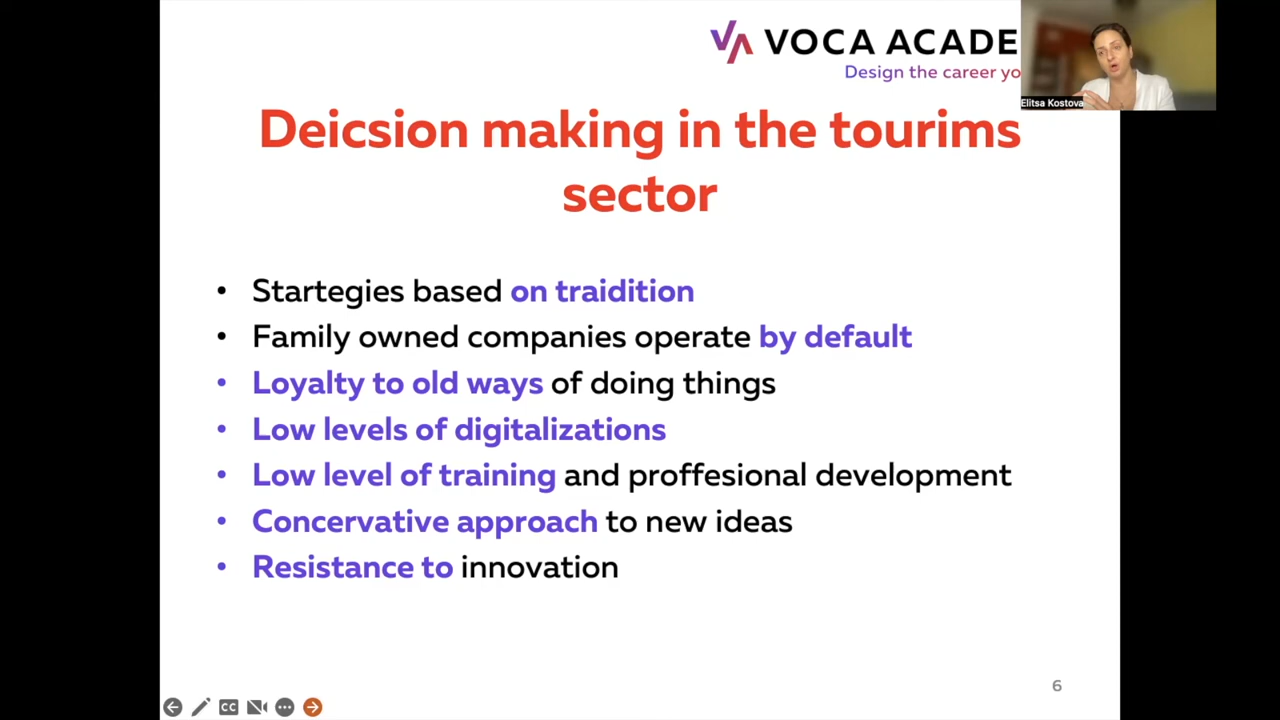 VOCA ACADE
Design the career yo
Elitsa Kostova
Deicsion making in the tourims
sector
• Startegies based on traidition
• Family owned companies operate by default
• Loyalty to old ways of doing things
• Low levels of digitalizations
• Low level of training and proffesional development
• Concervative approach to new ideas
• Resistance to innovation
6
CC